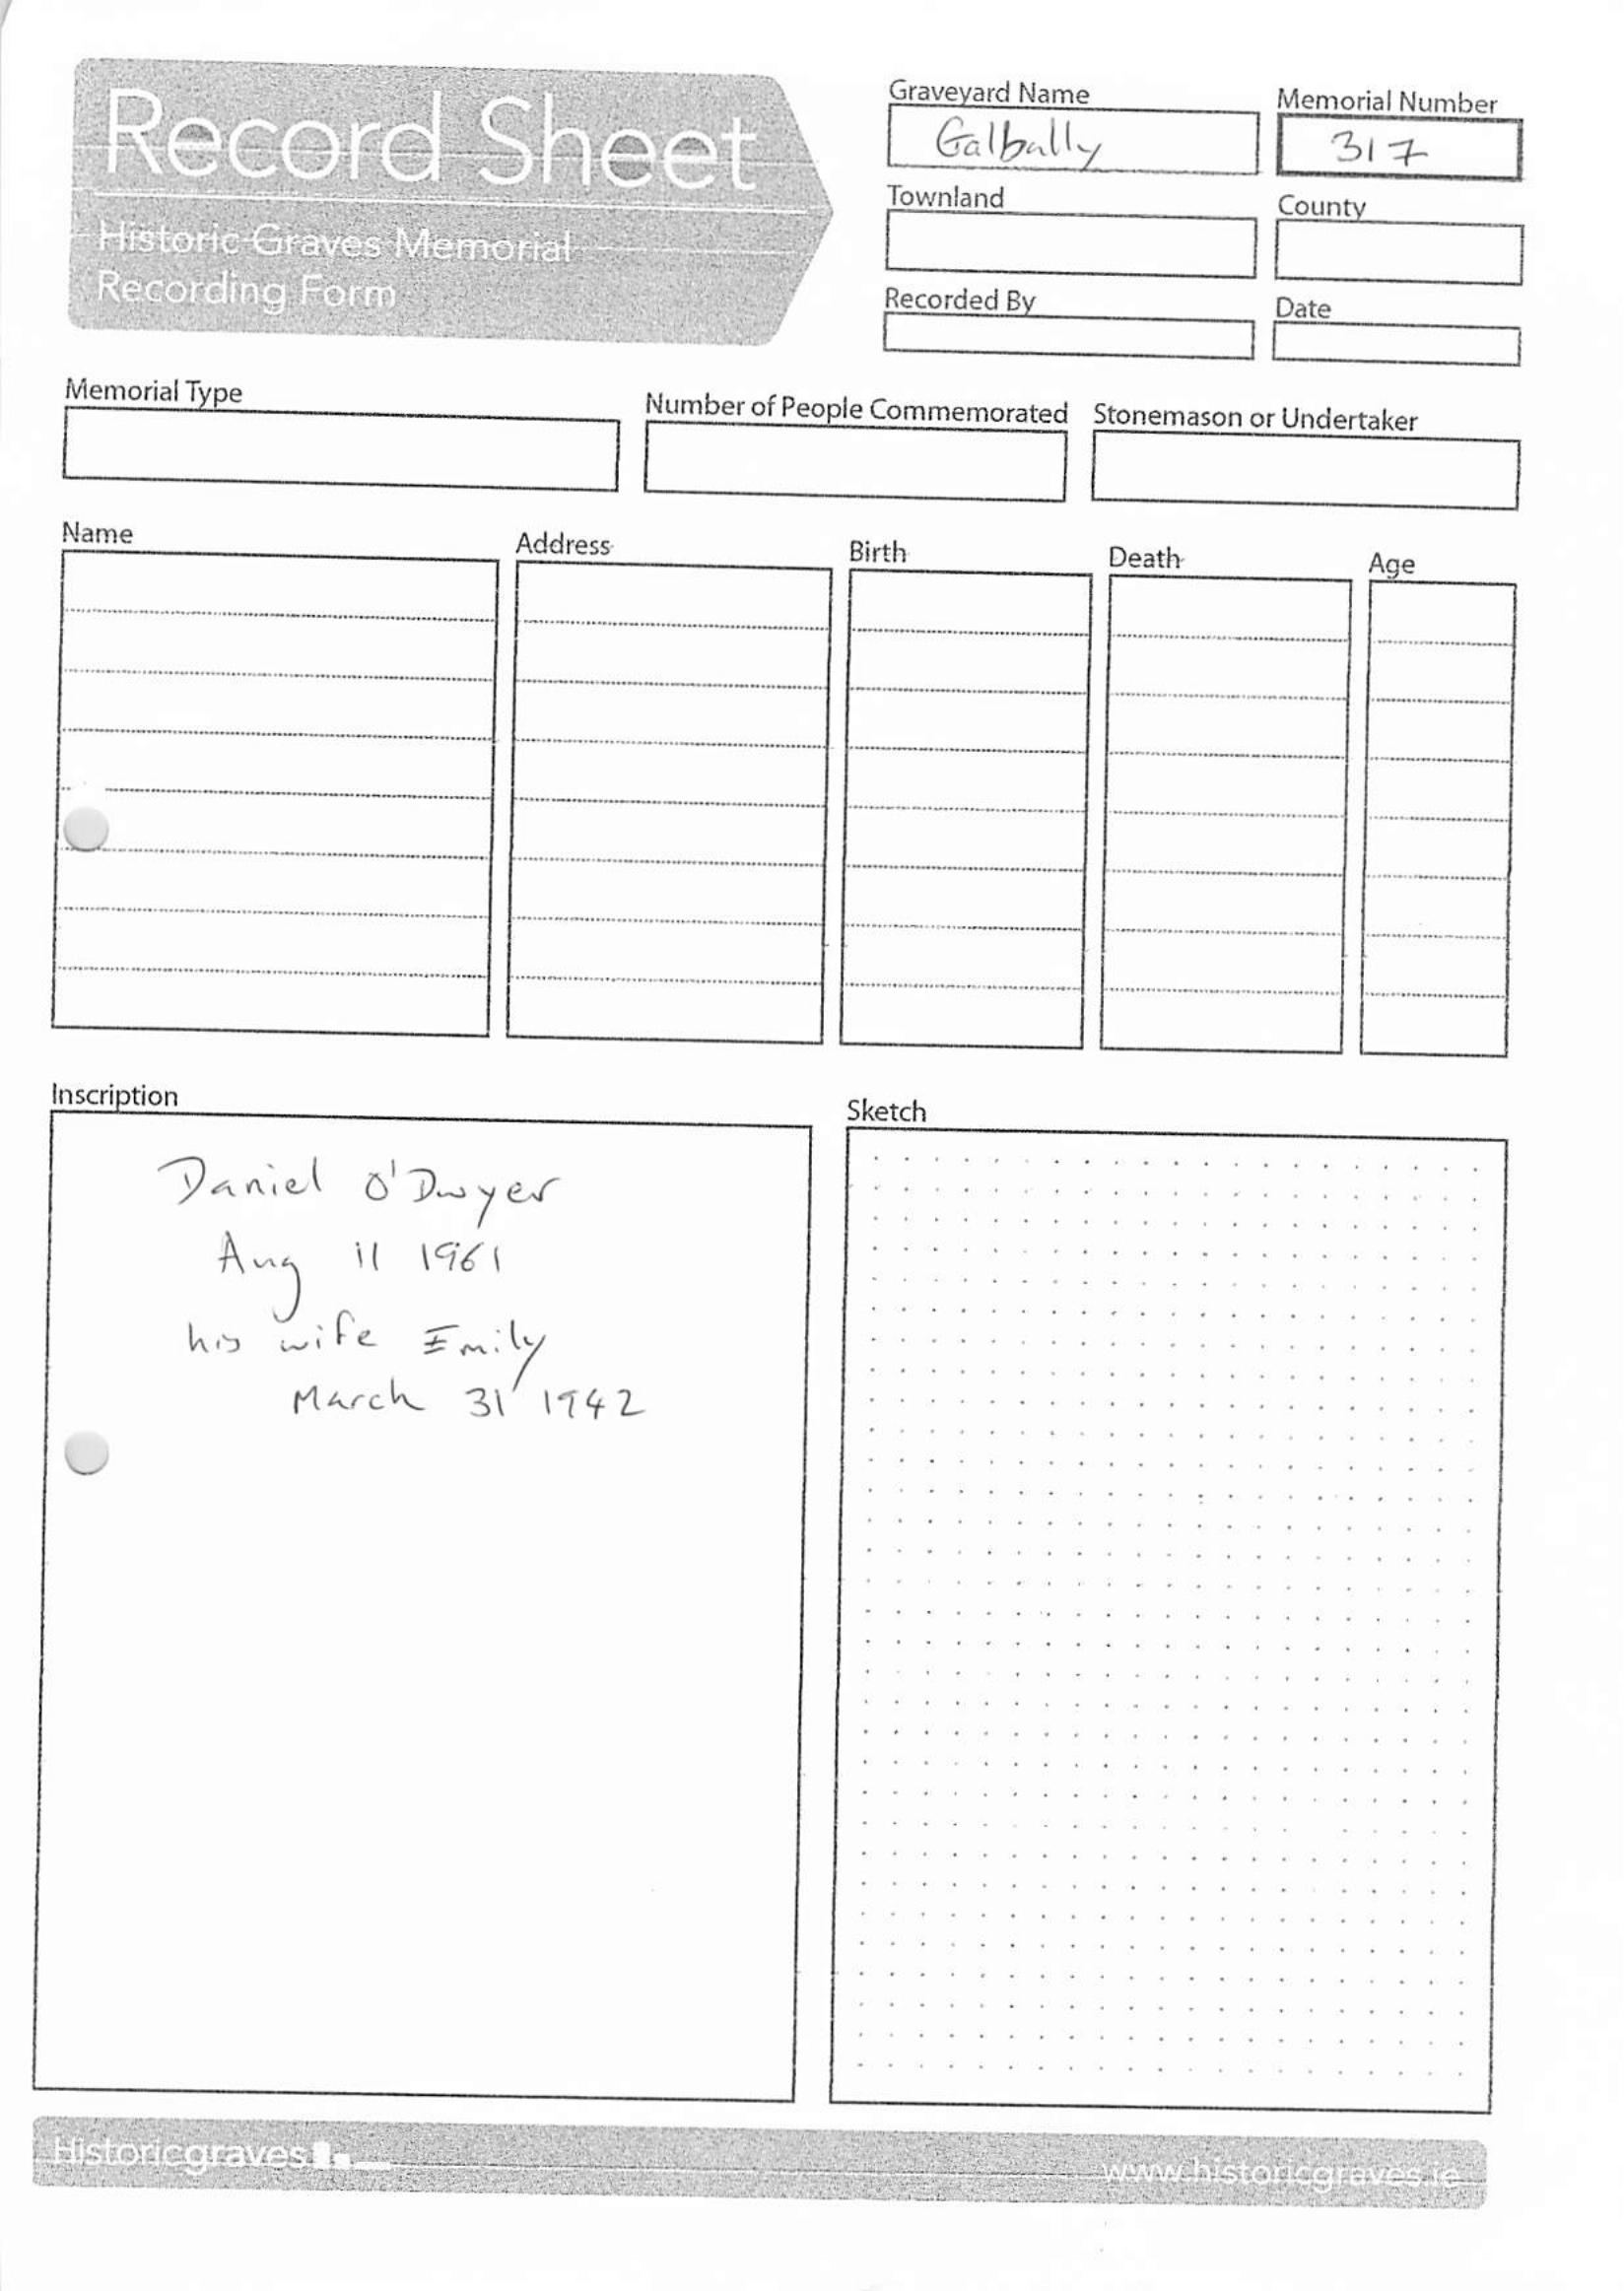 Record Sheet
Historic Graves Memorial
Recording Form
Graveyard Name
Galbally
Memorial Number
317
Townland
County
Recorded By
Date
Memorial Type
Number of People Commemorated
Stonemason or Undertaker
Name
Address
Birth
Death
Age
Inscription
Daniel O'Dwyer
Aug 11 1961
his wife Emily
March 31 1942
Sketch
Historicgraves
www.historicgraves.ie